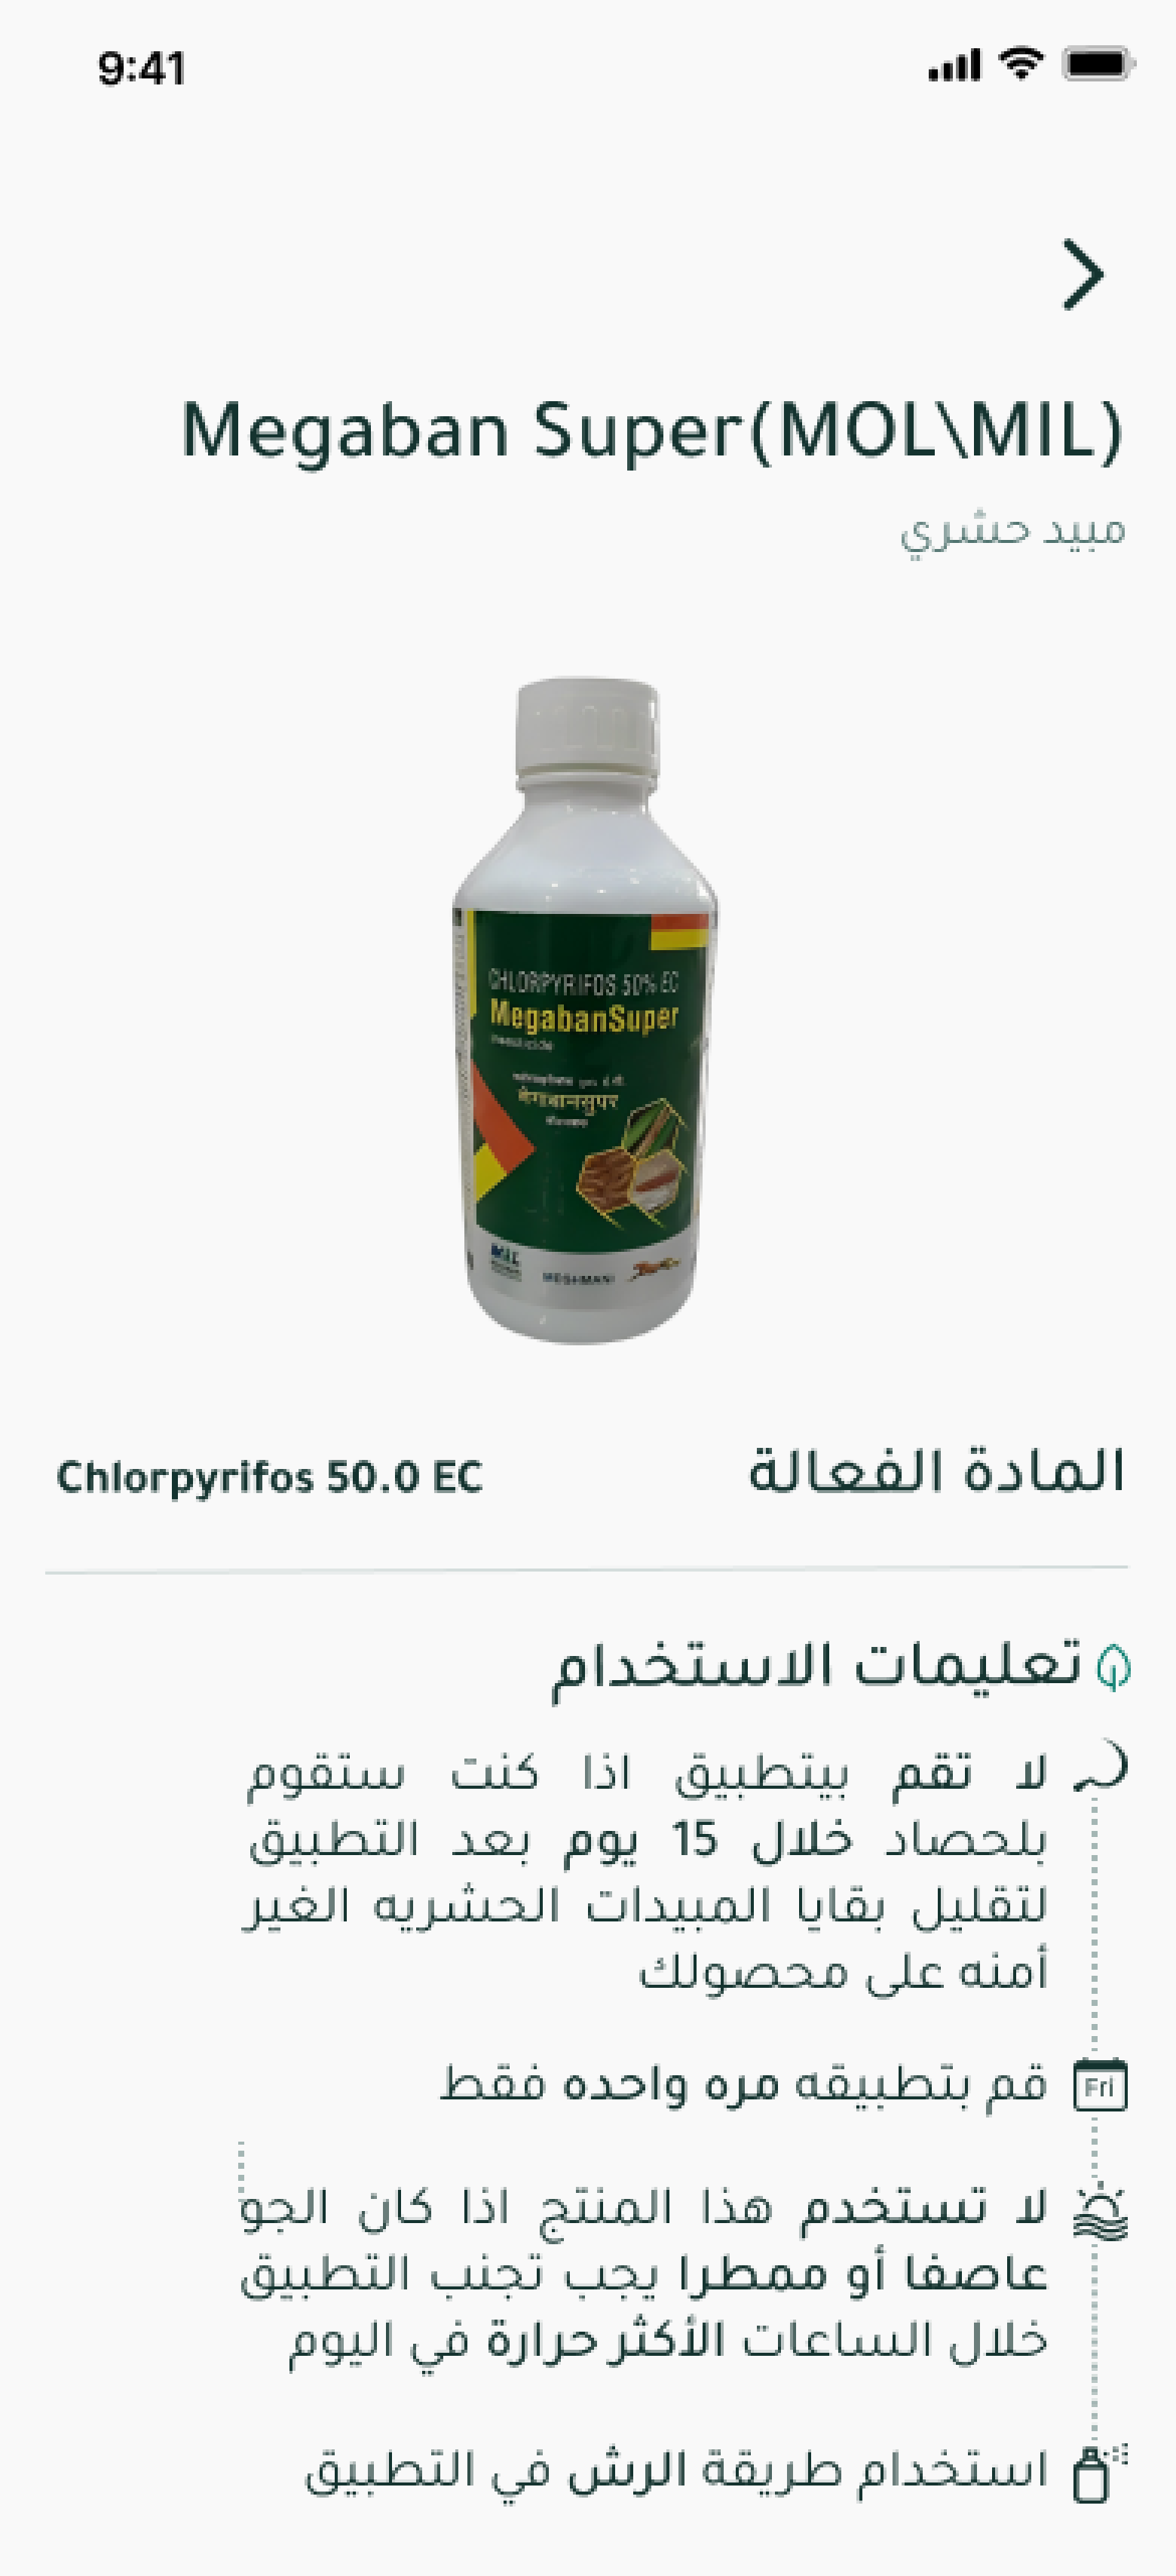 9:41
Megaban Super(MOL\MIL)
مبيد حشري
CHLORPYRIFOS 50% EC
MegabanSuper
Insecticide
मेगाबानसुपर
MIL
MEGHMANI
المادة الفعالة
Chlorpyrifos 50.0 EC
تعليمات الاستخدام
لا تقم بيتطبيق اذا كنت ستقوم
بلحصاد خلال 15 يوم بعد التطبيق
لتقليل بقايا المبيدات الحشريه الغير
أمنه على محصولك
Fri
قم بتطبيقه مره واحده فقط
لا تستخدم هذا المنتج اذا كان الجو
عاصفا أو ممطرا يجب تجنب التطبيق
خلال الساعات الأكثر حرارة في اليوم
استخدام طريقة الرش في التطبيق